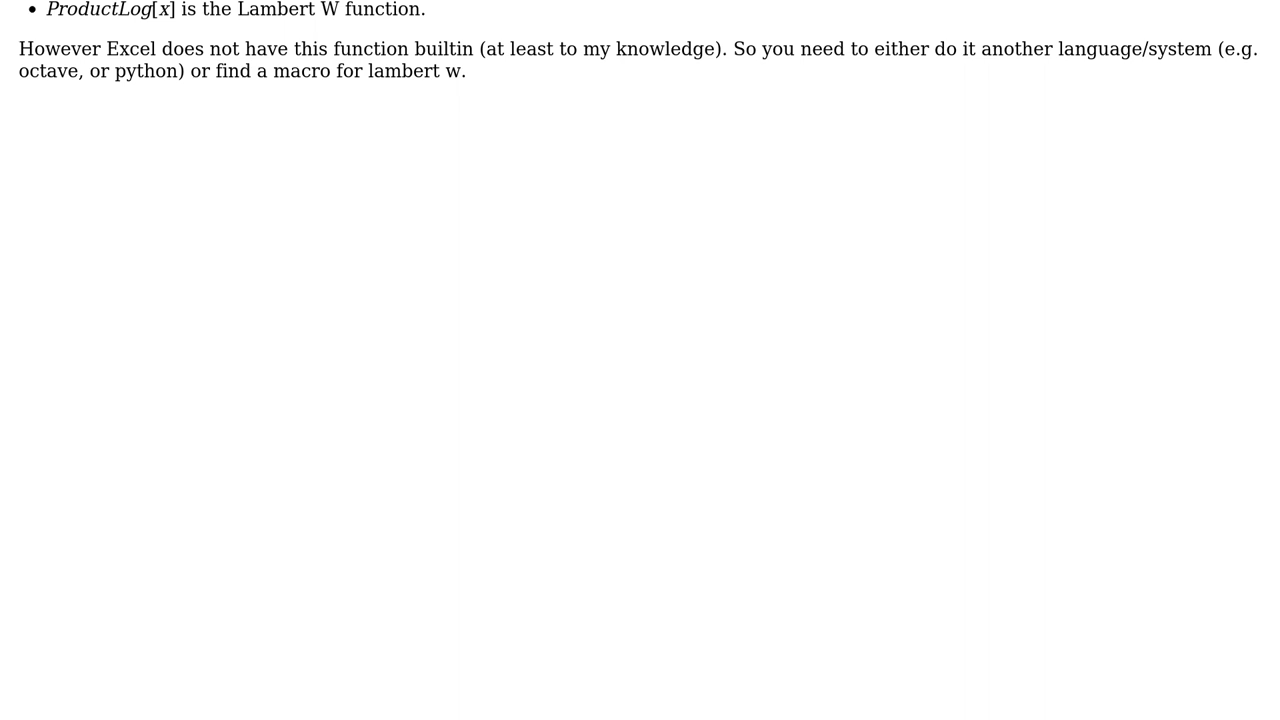 • ProductLog[x] is the Lambert W function.
However Excel does not have this function builtin (at least to my knowledge). So you need to either do it another language/system (e.g.
octave, or python) or find a macro for lambert w.